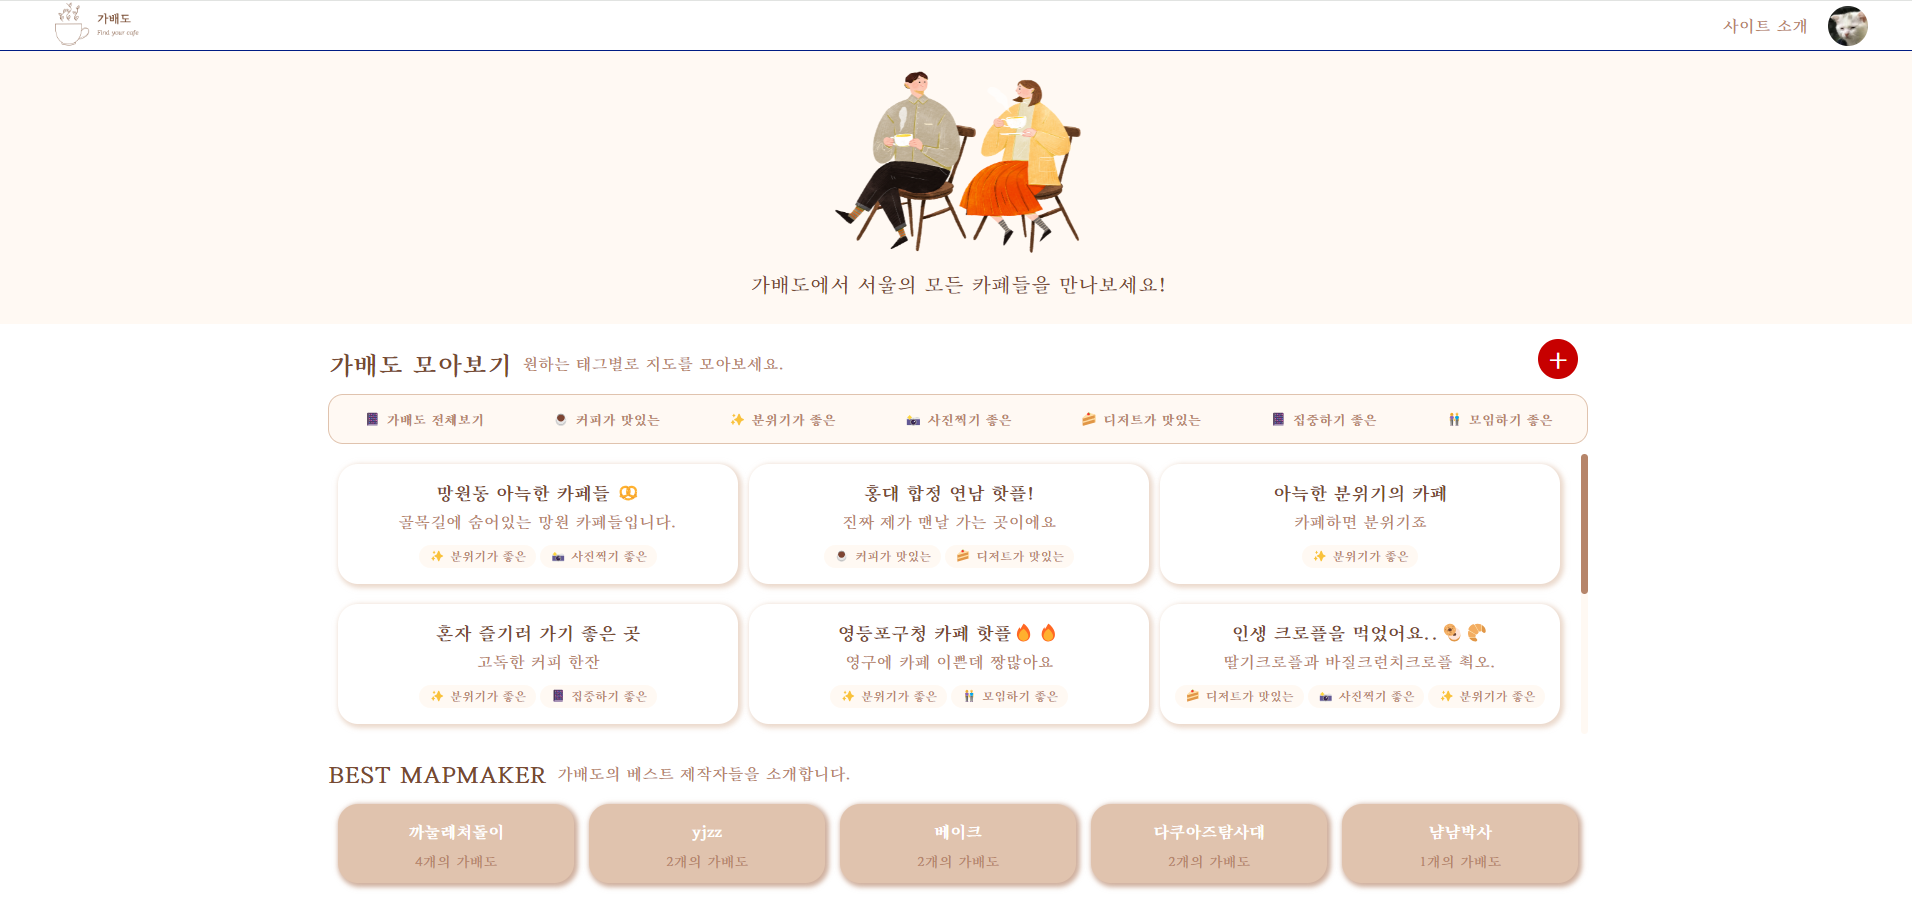 가배도
Find your cafe
사이트 소개
가배도에서 서울의 모든 카페들을 만나보세요!
가배도 모아보기 원하는 태그별로 지도를 모아보세요.
+
가배도 전체보기 커피가 맛있는 ✨ 분위기가 좋은 📸 사진찍기 좋은 🍰 디저트가 맛있는 집중하기 좋은 👬 모임하기 좋은
망원동 아늑한 카페들 🥨
골목길에 숨어있는 망원 카페들입니다.
✨ 분위기가 좋은 📸 사진찍기 좋은
홍대 합정 연남 핫플!
진짜 제가 맨날 가는 곳이에요
커피가 맛있는 🍰 디저트가 맛있는
아늑한 분위기의 카페
카페하면 분위기죠
✨ 분위기가 좋은
혼자 즐기러 가기 좋은 곳
고독한 커피 한잔
✨ 분위기가 좋은 집중하기 좋은
영등포구청 카페 핫플🔥 🔥
영구에 카페 이쁜데 짱많아요
✨ 분위기가 좋은 👬 모임하기 좋은
인생 크로플을 먹었어요..🍪 🥐
딸기크로플과 바질크런치크로플 쵝오.
🍰 디저트가 맛있는 📸 사진찍기 좋은 ✨ 분위기가 좋은
BEST MAPMAKER 가배도의 베스트 제작자들을 소개합니다.
까눌레처돌이
4개의 가배도
yjzz
2개의 가배도
베이크
2개의 가배도
다쿠아즈탐사대
2개의 가배도
냠냠박사
1개의 가배도